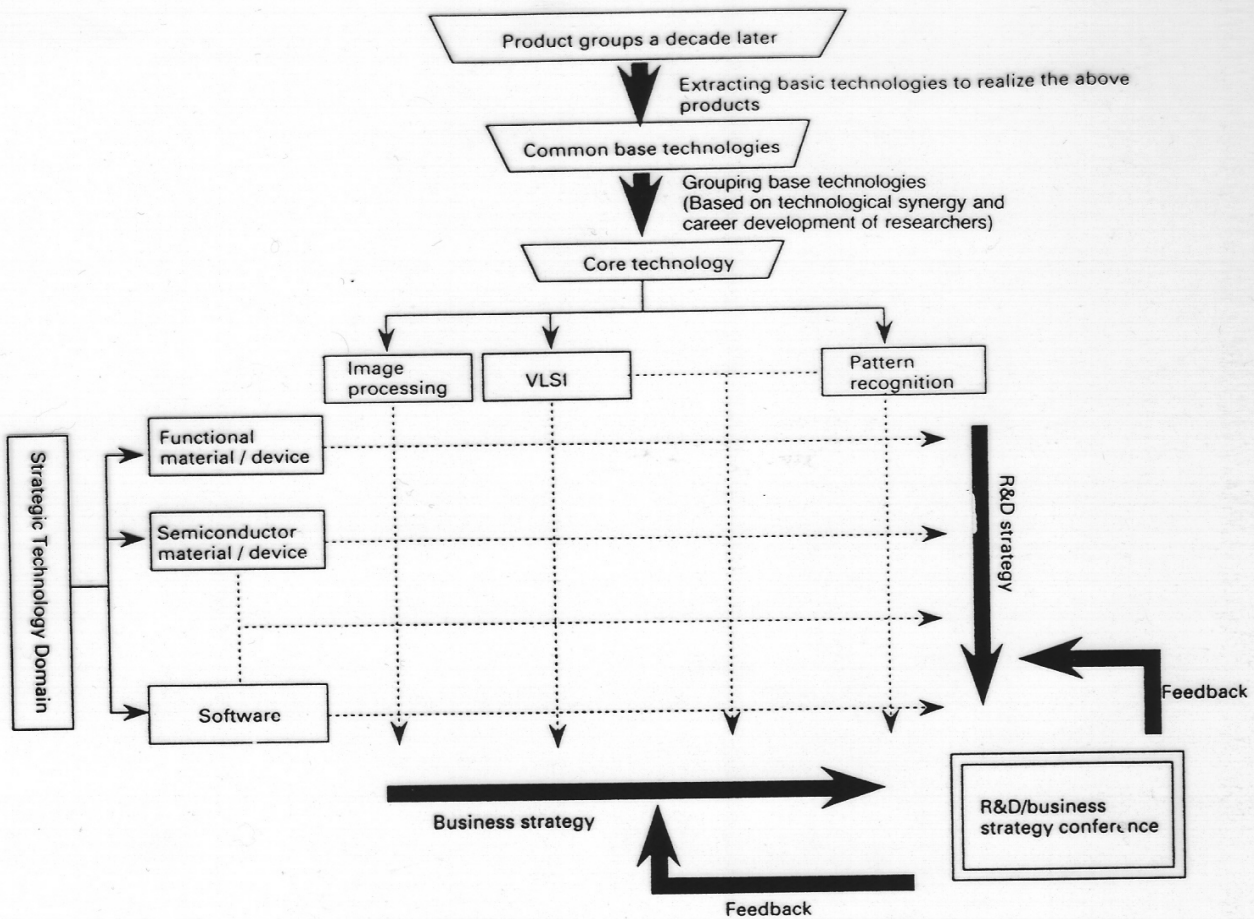 Product groups a decade later
Extracting basic technologies to realize the above
products
Common base technologies
Grouping base technologies
(Based on technological synergy and
career development of researchers)
Core technology
Image
processing
VLSI
Pattern
recognition
Strategic Technology Domain
Functional
material / device
Semiconductor
material / device
Software
R&D strategy
Feedback
Business strategy
R&D/business
strategy conference
Feedback